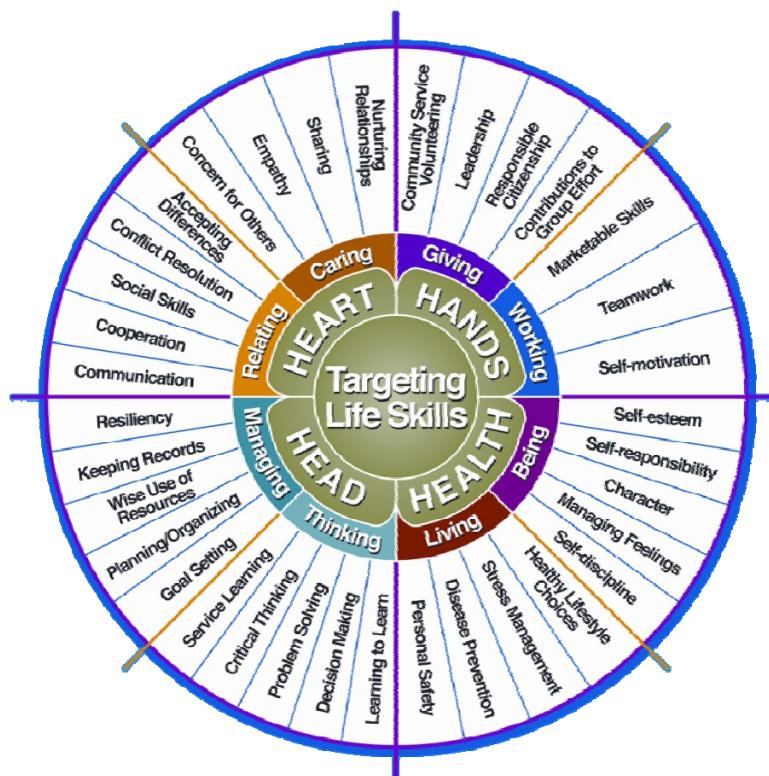 Targeting
Life Skills
HEART
HANDS
HEALTH
HEAD
Caring
Giving
Working
Being
Living
Thinking
Managing
Relating
Nurturing
Relationships
Sharing
Empathy
Concern for Others
Accepting
Differences
Conflict Resolution
Social Skills
Cooperation
Communication
Community Service
Volunteering
Leadership
Responsible
Citizenship
Contributions to
Group Effort
Marketable Skills
Teamwork
Self-motivation
Self-esteem
Self-responsibility
Character
Managing Feelings
Self-discipline
Healthy Lifestyle
Choices
Stress Management
Disease Prevention
Personal Safety
Learning to Learn
Decision Making
Problem Solving
Critical Thinking
Service Learning
Goal Setting
Planning/Organizing
Wise Use of
Resources
Keeping Records
Resiliency